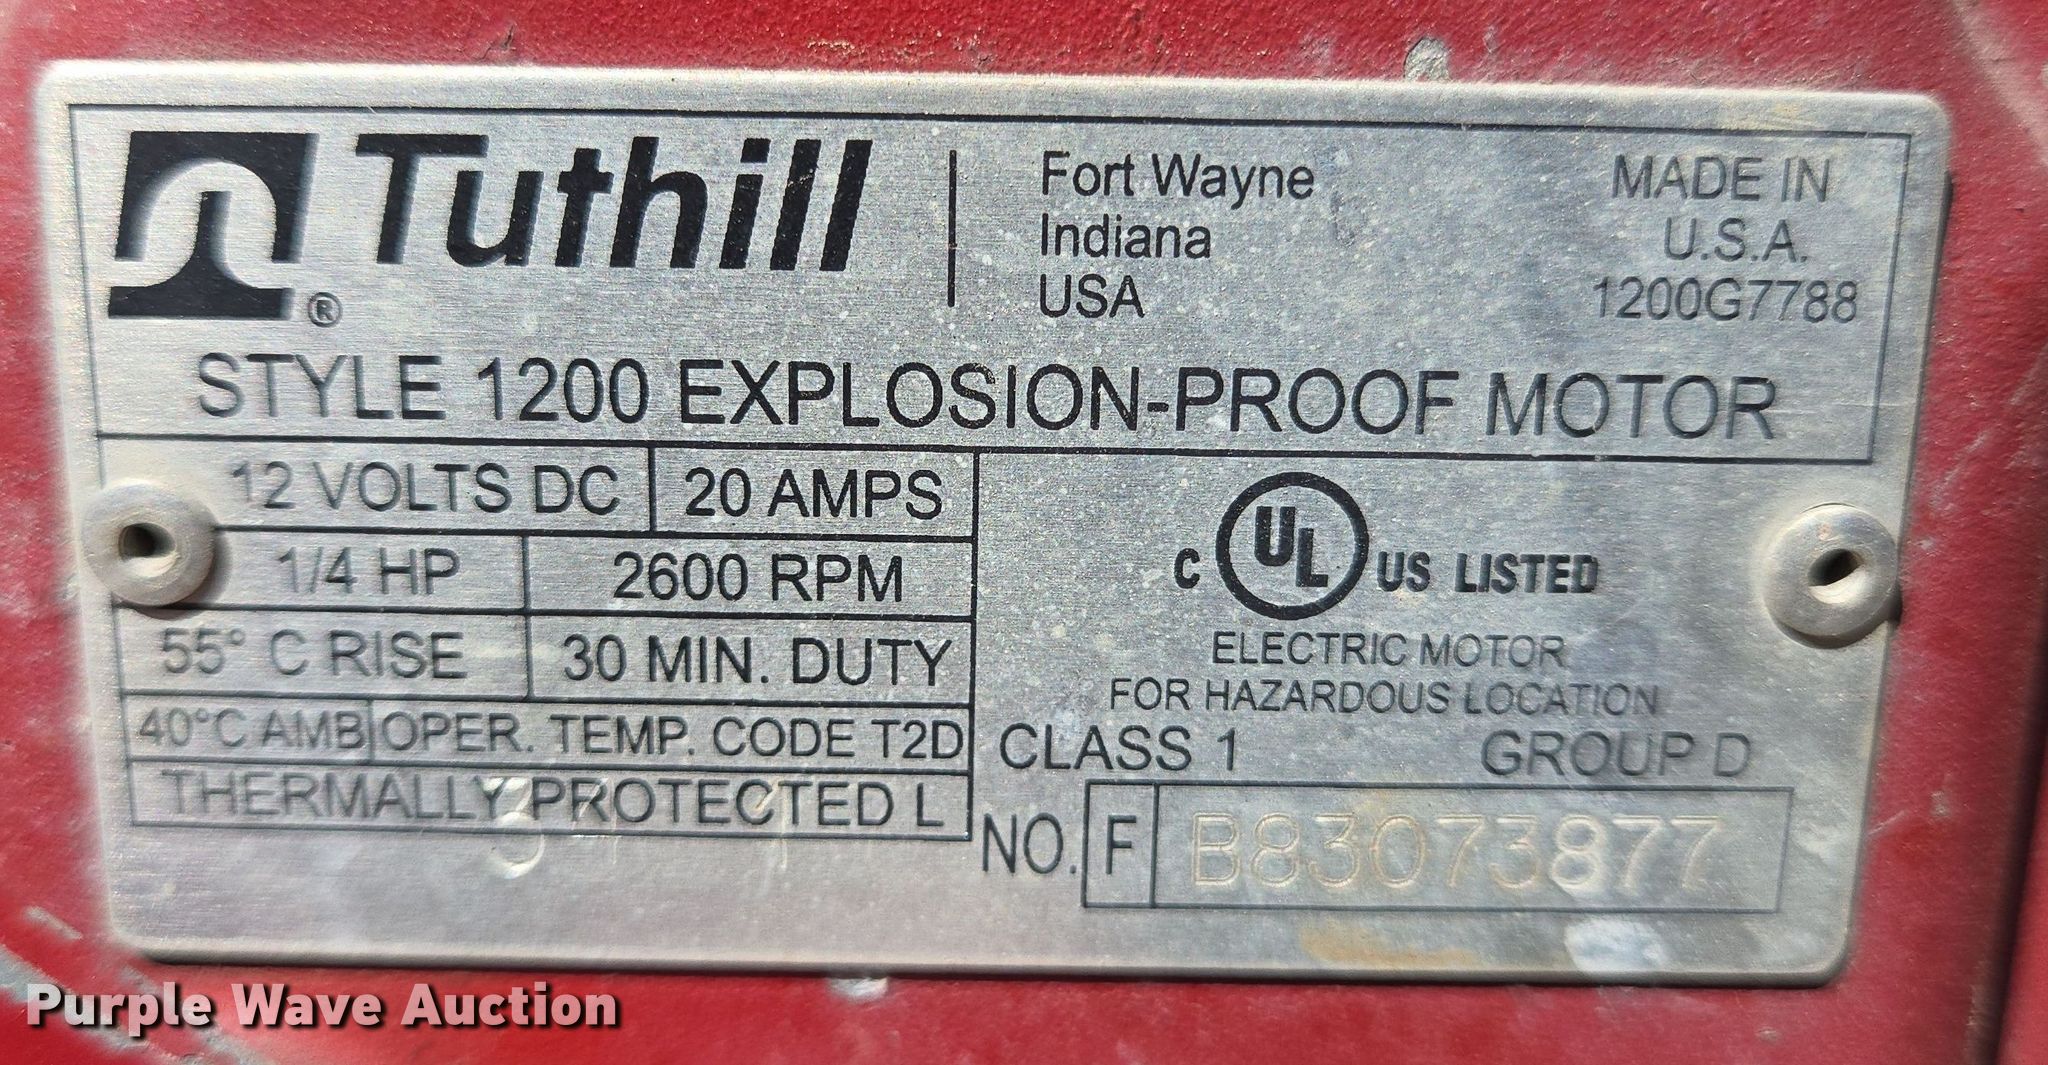 Tuthill ®
Fort Wayne
Indiana
USA
MADE IN
U.S.A.
1200G7788
STYLE 1200 EXPLOSION-PROOF MOTOR
12 VOLTS DC 20 AMPS
1/4 HP 2600 RPM
55° C RISE 30 MIN. DUTY
40°C AMB OPER. TEMP. CODE T2D
THERMALLY PROTECTED L
C UL US LISTED
ELECTRIC MOTOR
FOR HAZARDOUS LOCATION
CLASS 1 GROUP D
NO. F B83073877
Purple Wave Auction